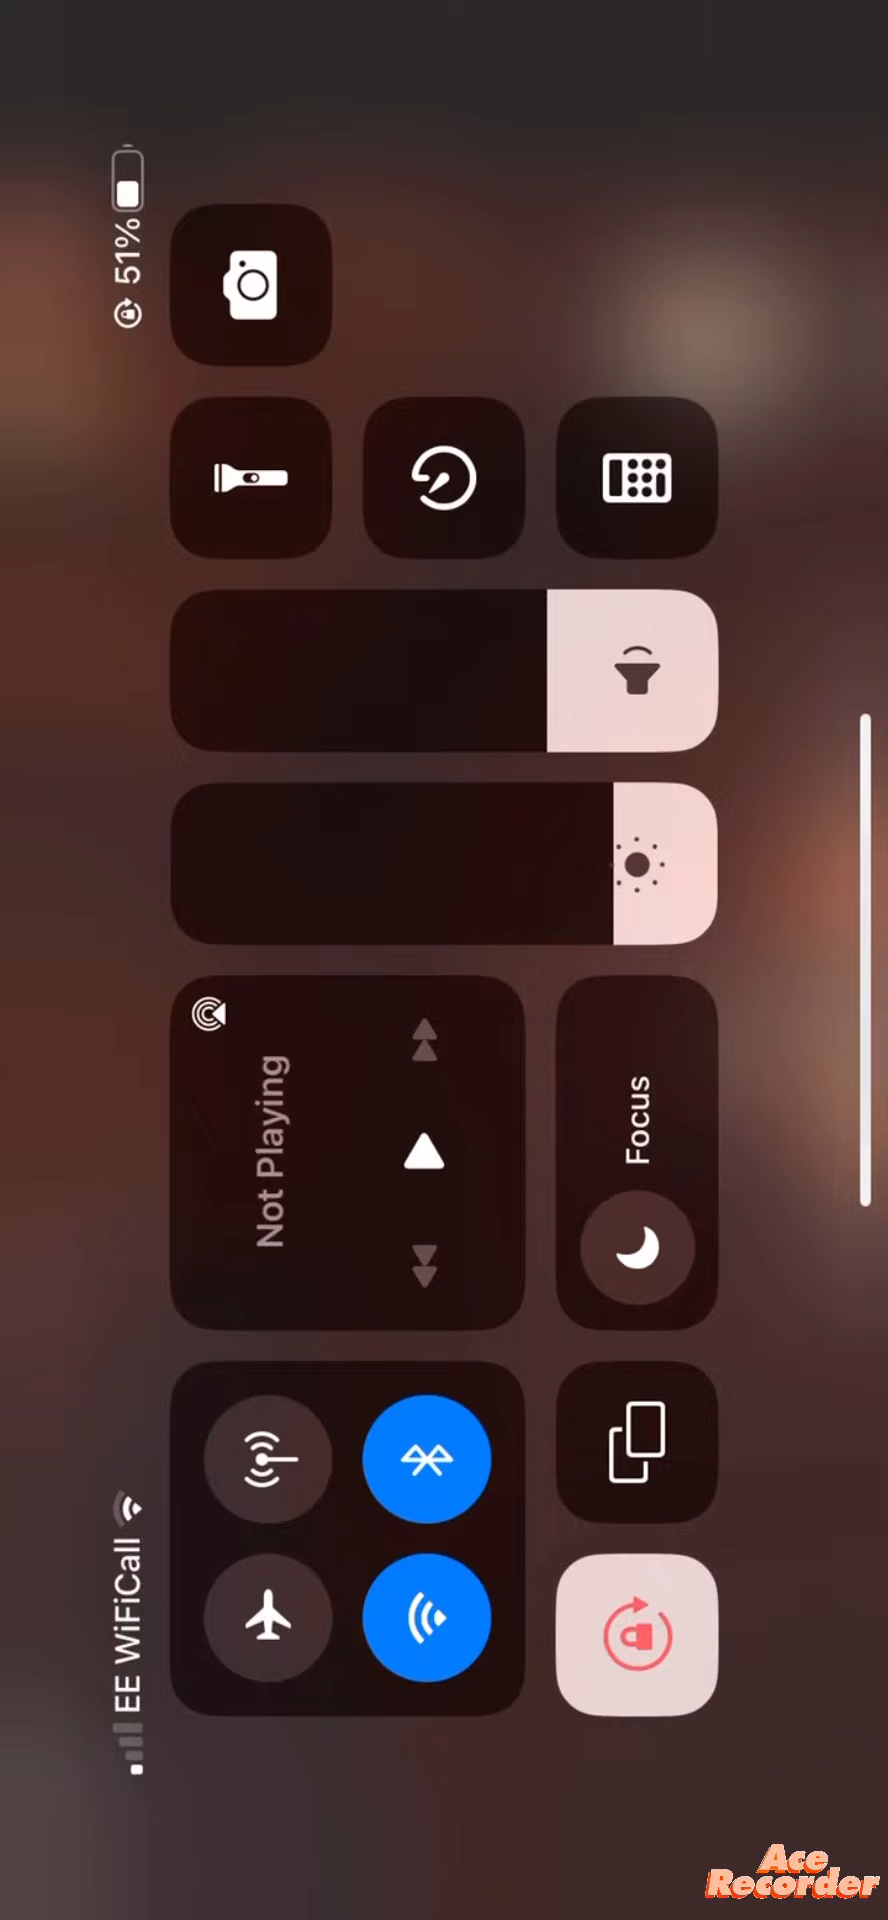 EE WiFiCall
51%
Not Playing
Focus
Ace
Recorder